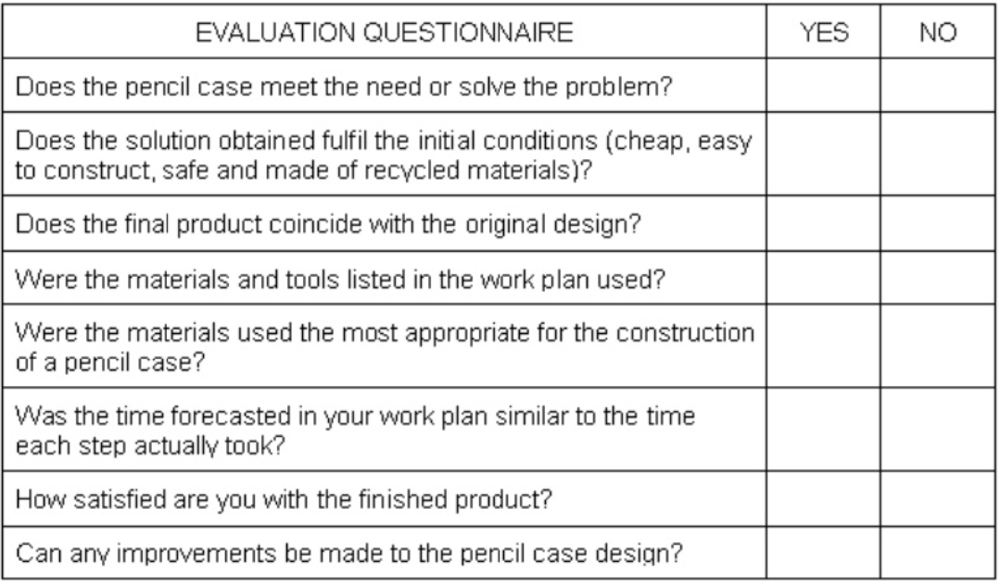 EVALUATION QUESTIONNAIRE YES NO
Does the pencil case meet the need or solve the problem?
Does the solution obtained fulfil the initial conditions (cheap, easy
to construct, safe and made of recycled materials)?
Does the final product coincide with the original design?
Were the materials and tools listed in the work plan used?
Were the materials used the most appropriate for the construction
of a pencil case?
Was the time forecasted in your work plan similar to the time
each step actually took?
How satisfied are you with the finished product?
Can any improvements be made to the pencil case design?